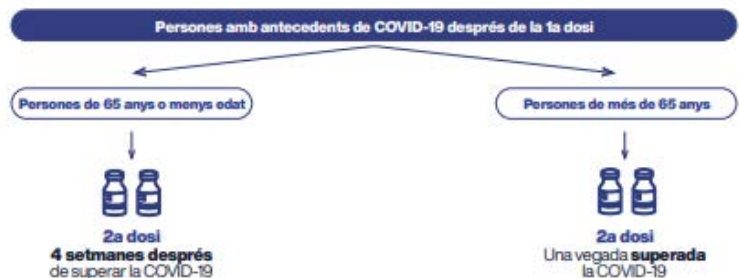 Persones amb antecedents de COVID-19 després de la 1a dosi
Persones de 65 anys o menys edat
Persones de més de 65 anys
2a dosi
4 setmanes després
de superar la COVID-19
2a dosi
Una vegada superada
la COVID-19